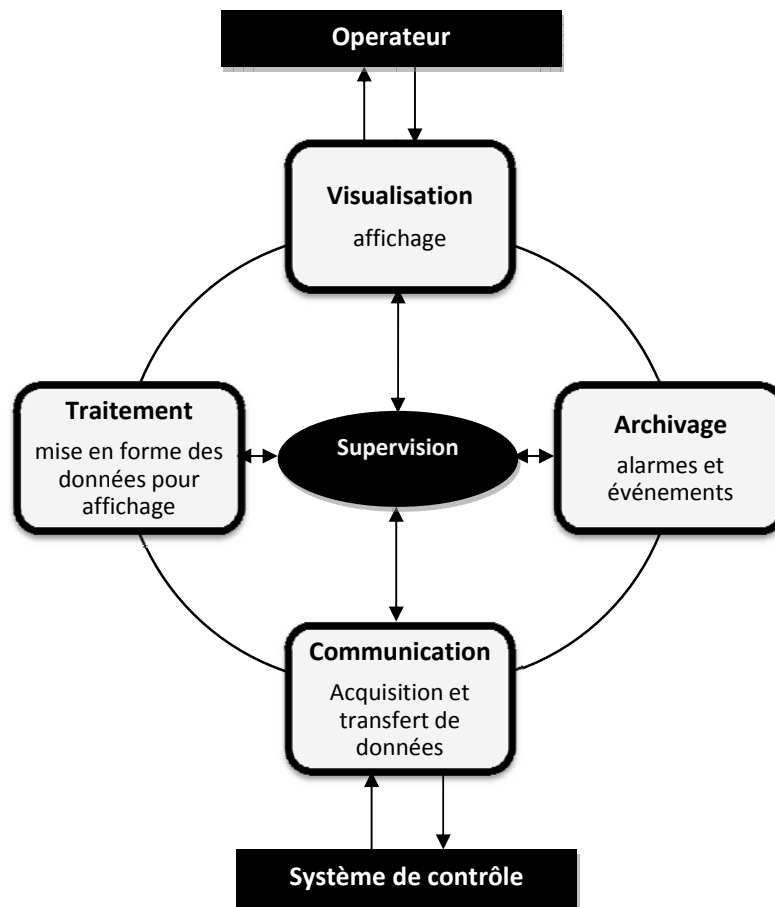 Operateur
Visualisation
affichage
Traitement
mise en forme des
données pour
affichage
Supervision
Archivage
alarmes et
événements
Communication
Acquisition et
transfert de
données
Système de contrôle